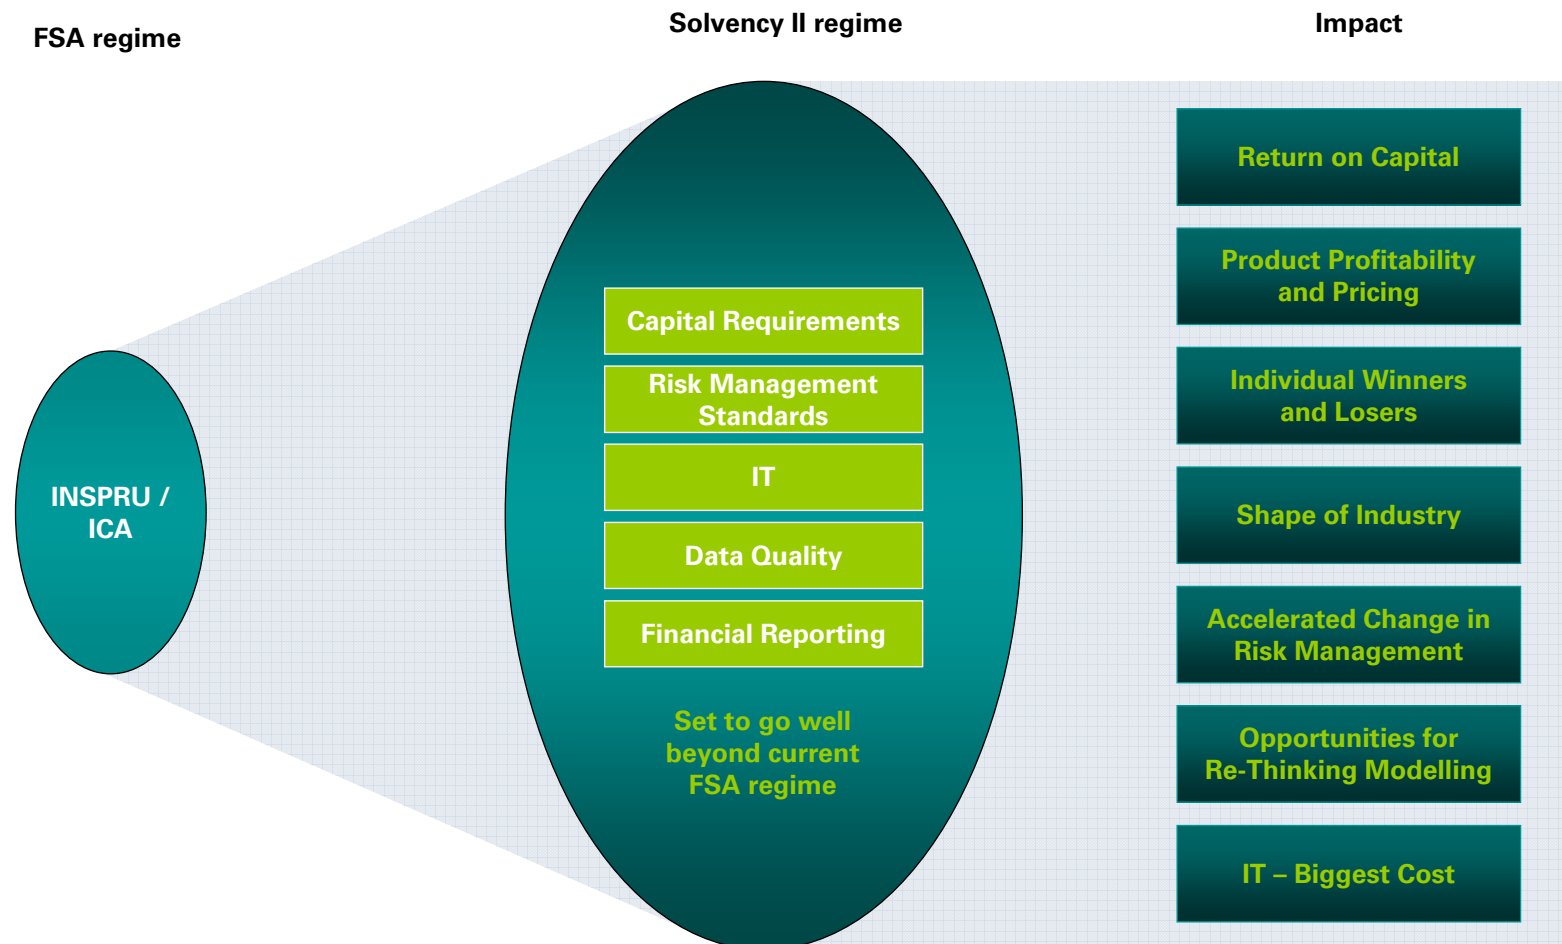 FSA regime
Solvency II regime
Impact
INSPRU /
ICA
Capital Requirements
Risk Management
Standards
IT
Data Quality
Financial Reporting
Set to go well
beyond current
FSA regime
Return on Capital
Product Profitability
and Pricing
Individual Winners
and Losers
Shape of Industry
Accelerated Change in
Risk Management
Opportunities for
Re-Thinking Modelling
IT – Biggest Cost